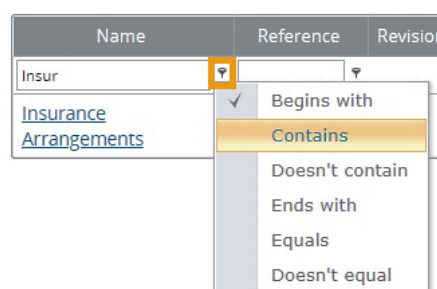 Name Reference Revision
Insur
Insurance
Arrangements
Begins with
Contains
Doesn't contain
Ends with
Equals
Doesn't equal